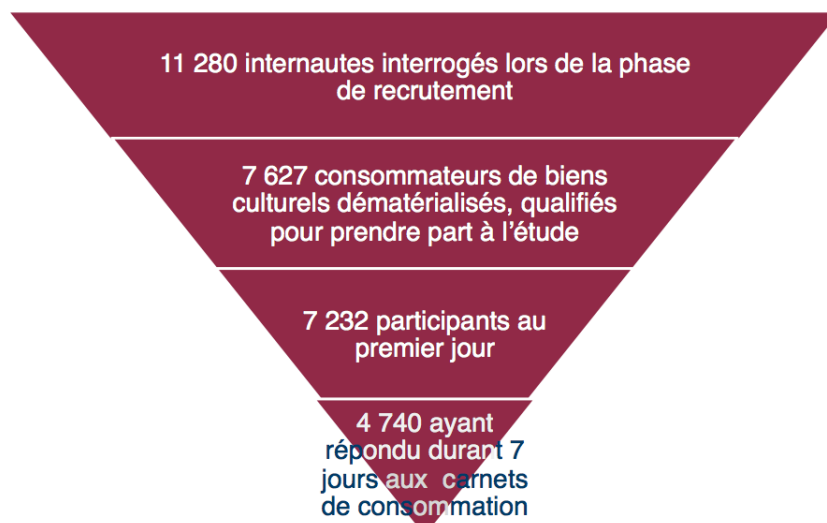 11 280 internautes interrogés lors de la phase
de recrutement
7 627 consommateurs de biens
culturels dématérialisés, qualifiés
pour prendre part à l'étude
7 232 participants au
premier jour
4 740 ayant
répondu durant 7
jours aux carnets
de consommation